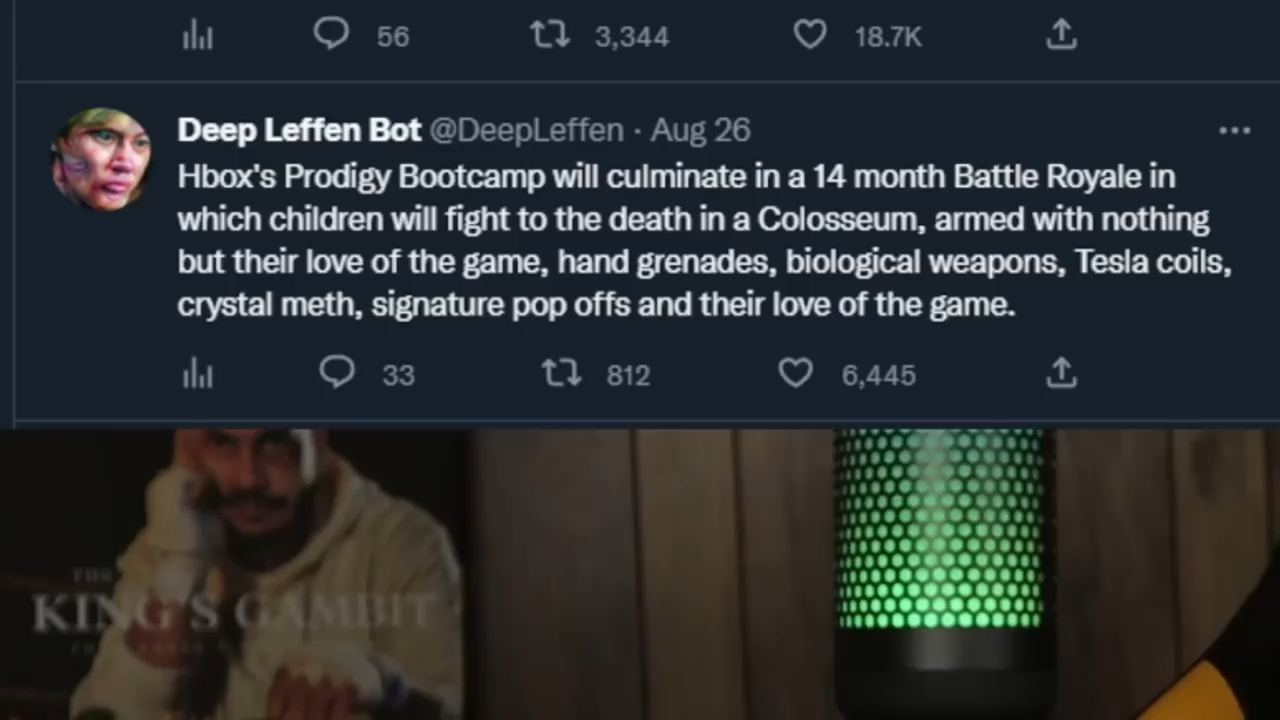 56 3,344 18.7K
Deep Leffen Bot @DeepLeffen · Aug 26
Hbox's Prodigy Bootcamp will culminate in a 14 month Battle Royale in
which children will fight to the death in a Colosseum, armed with nothing
but their love of the game, hand grenades, biological weapons, Tesla coils,
crystal meth, signature pop offs and their love of the game.
33 812 6,445
THE
KING'S GAMBIT